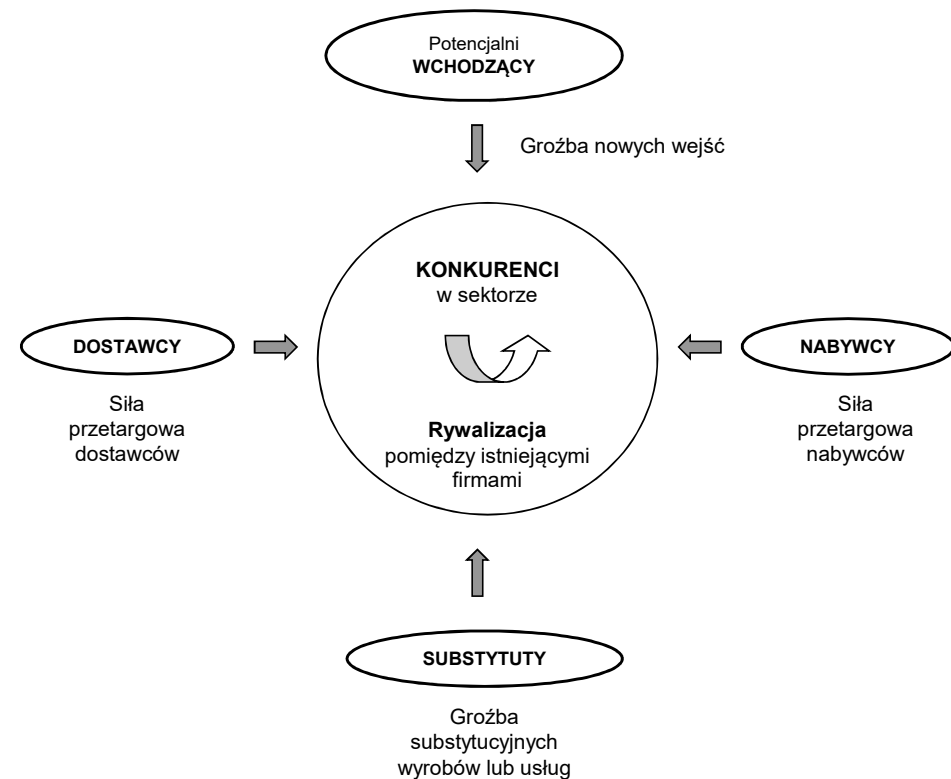 Potencjalni
WCHODZĄCY
Groźba nowych wejść
KONKURENCI
w sektorze
DOSTAWCY
NABYWCY
Siła
przetargowa
dostawców
Rywalizacja
pomiędzy istniejącymi
firmami
Siła
przetargowa
nabywców
SUBSTYTUTY
Groźba
substytucyjnych
wyrobów lub usług